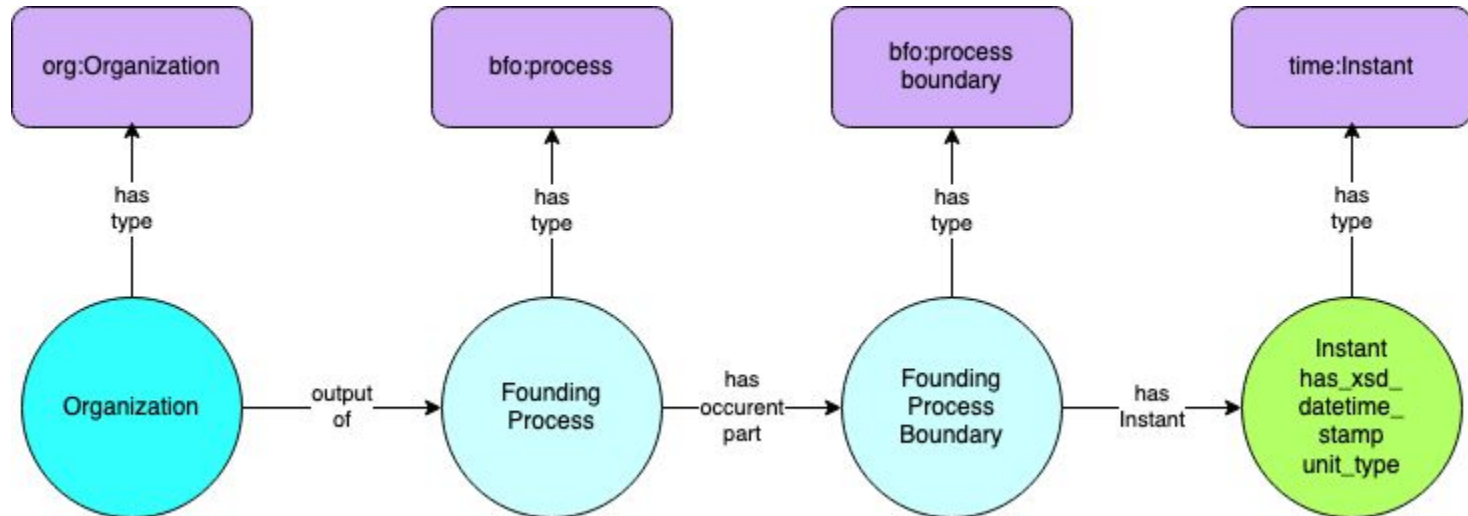 org:Organization
bfo:process
bfo:process
boundary
time:Instant
has
type
has
type
has
type
has
type
Organization
output
of
Founding
Process
has
occurent
part
Founding
Process
Boundary
has
Instant
Instant
has_xsd_
datetime_
stamp
unit_type